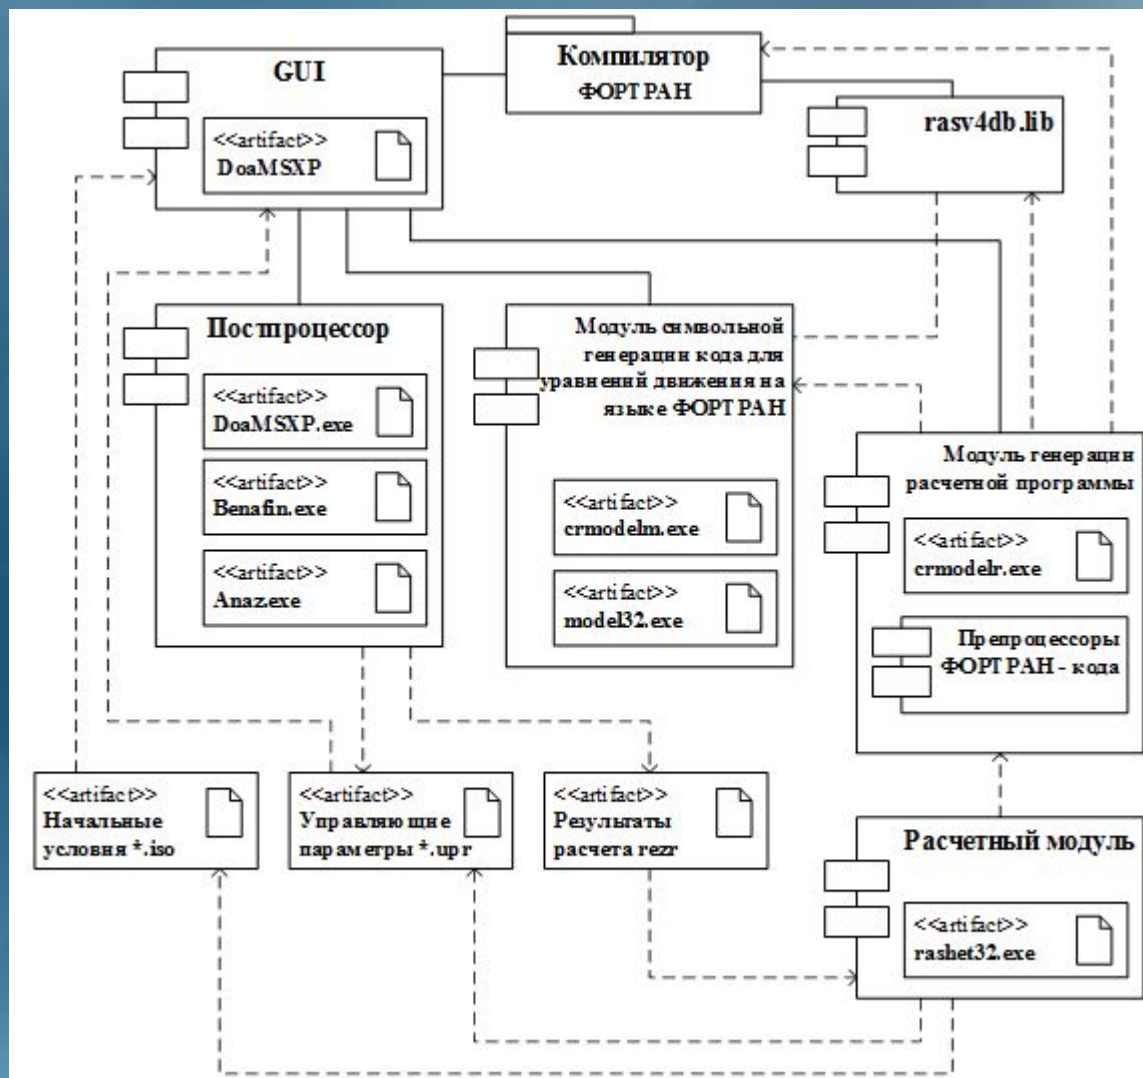 GUI
<<artifact>>
DoaMSXP
Компилятор
ФОРТРАН
rasv4db.lib
Постпроцессор
<<artifact>>
DoaMSXP.exe
<<artifact>>
Benafin.exe
<<artifact>>
Anaz.exe
Модуль символьной
генерации кода для
уравнений движения на
языке ФОРТРАН
<<artifact>>
crmodelm.exe
<<artifact>>
model32.exe
Модуль генерации
расчетной программы
<<artifact>>
crmodelr.exe
Препроцессоры
ФОРТРАН - кода
<<artifact>>
Начальные
условия *.iso
<<artifact>>
Управляющие
параметры *.upr
<<artifact>>
Результаты
расчета rezr
Расчетный модуль
<<artifact>>
rashet32.exe